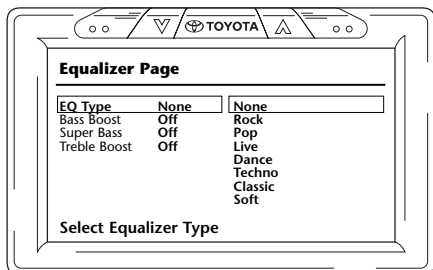 TOYOTA
Equalizer Page
EQ Type None None
Bass Boost Off Rock
Super Bass Off Pop
Treble Boost Off Live
Dance
Techno
Classic
Soft
Select Equalizer Type